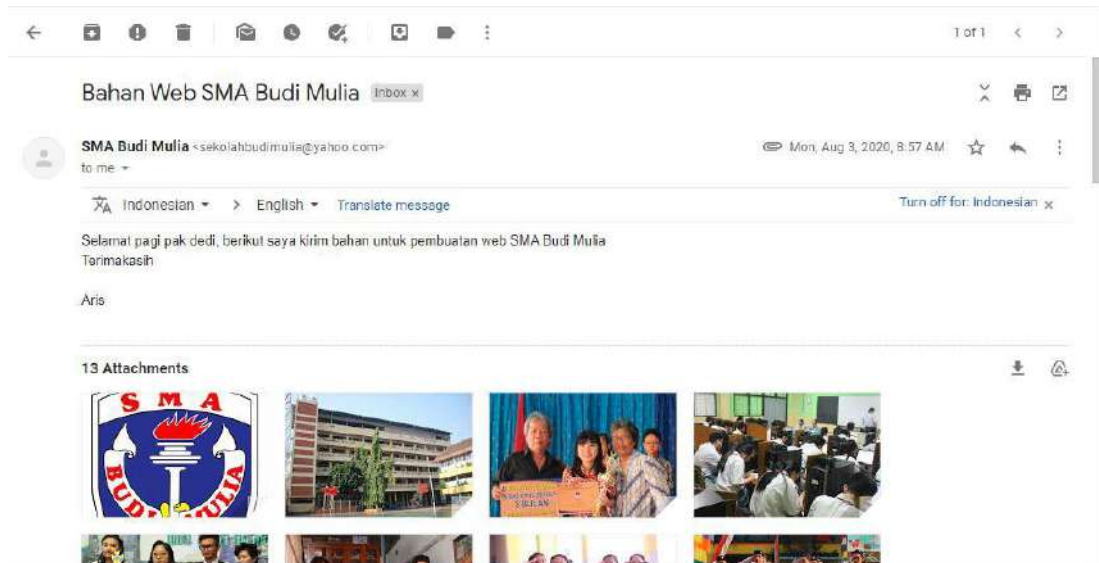 1 of 1
Bahan Web SMA Budi Mulia Inbox x
SMA Budi Mulia <sekolahbudimulia@yahoo.com>
Mon, Aug 3, 2020, 8:57 AM
to me
Indonesian > English Translate message
Turn off for: Indonesian x
Selamat pagi pak dedi, berikut saya kirim bahan untuk pembuatan web SMA Budi Mulia
Terimakasih
Aris
13 Attachments
SMA
BUDI MULIA